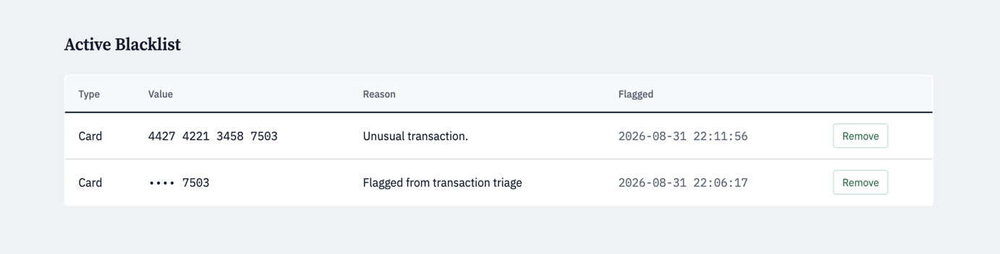 Active Blacklist
Type Value Reason Flagged
Card 4427 4221 3458 7503 Unusual transaction. 2026-08-31 22:11:56 Remove
Card •••• 7503 Flagged from transaction triage 2026-08-31 22:06:17 Remove